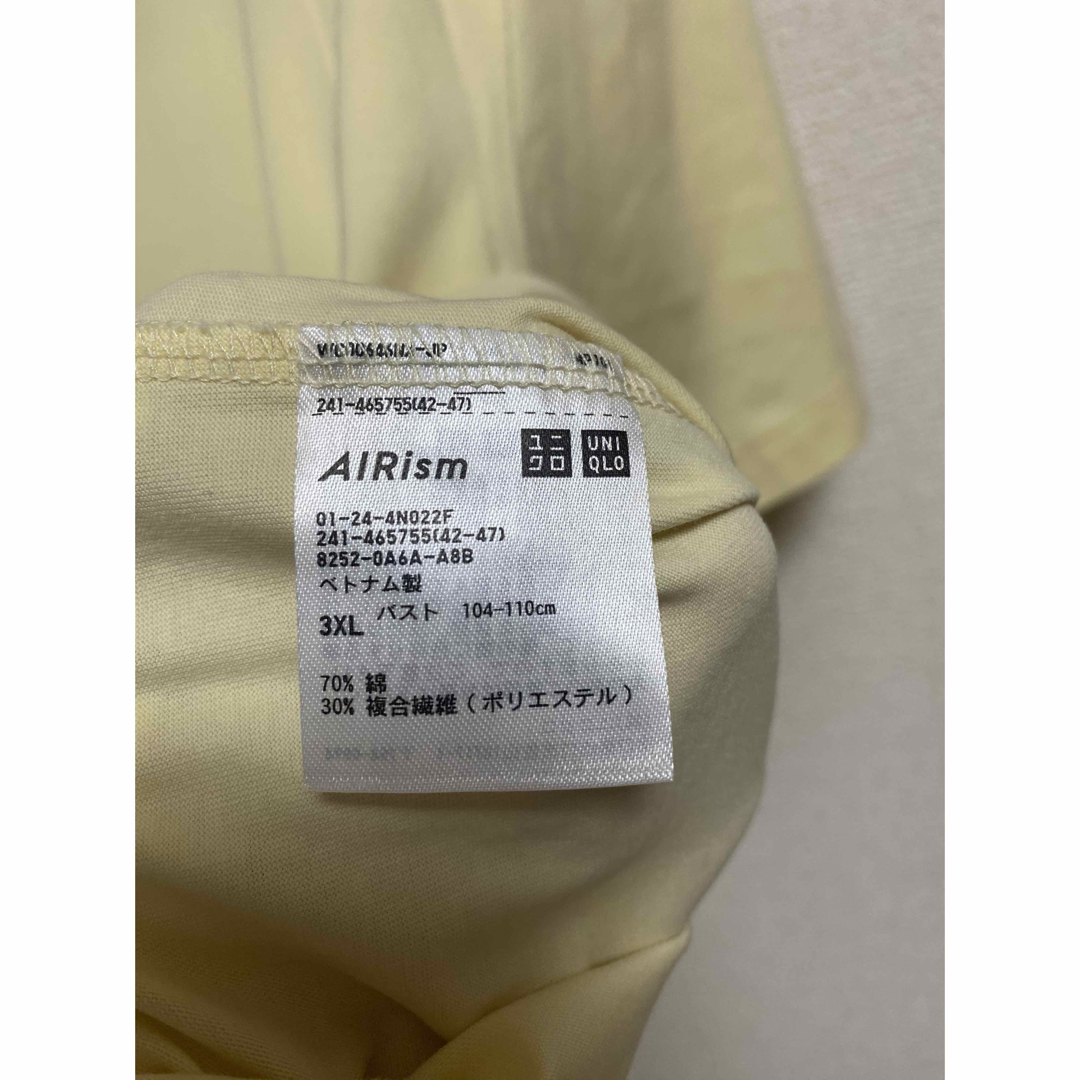 241-465755(42-47)
AIRism
ユニ
クロ
UNI
QLO
01-24-4N022F
241-465755(42-47)
8252-0A6A-A8B
ベトナム製
3XL バスト 104-110cm
70% 綿
30% 複合繊維(ポリエステル)